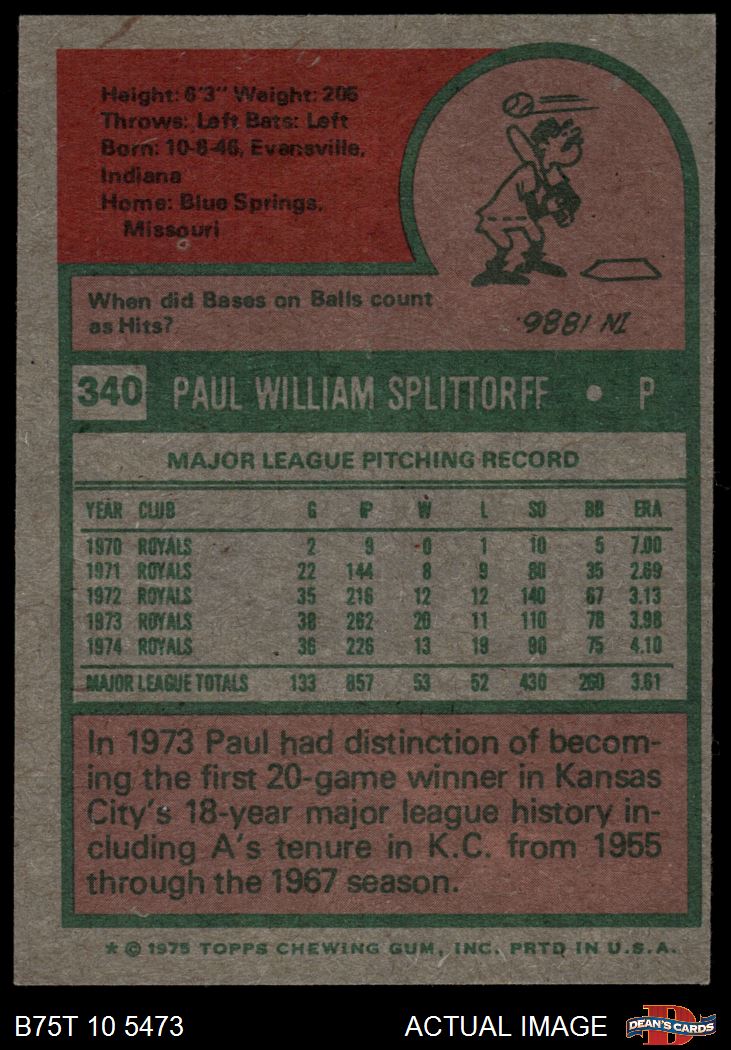 Height: 6'3" Weight: 205
Throws: Left Bats: Left
Born: 10-8-46, Evansville,
Indiana
Home: Blue Springs,
Missouri
When did Bases on Balls count
as Hits?
IN 1886.
340 PAUL WILLIAM SPLITTORFF • P
MAJOR LEAGUE PITCHING RECORD
YEAR CLUB G IP W L SO BB ERA
1970 ROYALS 2 9 0 1 10 5 7.00
1971 ROYALS 22 144 8 9 80 35 2.69
1972 ROYALS 35 216 12 12 140 67 3.13
1973 ROYALS 38 262 20 11 110 78 3.98
1974 ROYALS 36 226 13 19 90 75 4.10
MAJOR LEAGUE TOTALS 133 857 53 52 430 260 3.61
In 1973 Paul had distinction of becom-
ing the first 20-game winner in Kansas
City's 18-year major league history in-
cluding A's tenure in K.C. from 1955
through the 1967 season.
* © 1975 TOPPS CHEWING GUM, INC. PRTD IN U.S.A.
B75T 10 5473 ACTUAL IMAGE DEAN'S CARDS